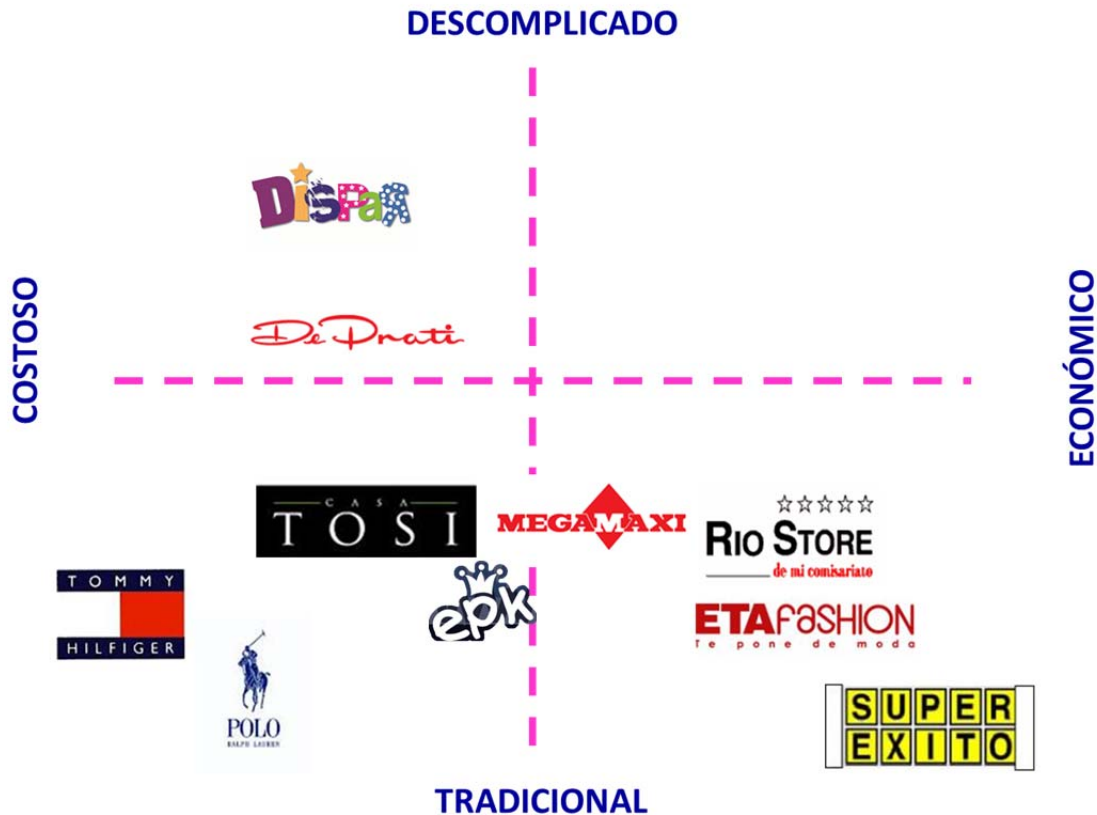 DESCOMPLICADO
DISPAR
COSTOSO
De Prati
ECONÓMICO
CASA
TOSI
MEGAMAXI
RIO STORE
de mi comisariato
TOMMY
HILFIGER
epk
ETAFASHION
Te pone de moda
POLO
RALPH LAUREN
SUPER
EXITO
TRADICIONAL